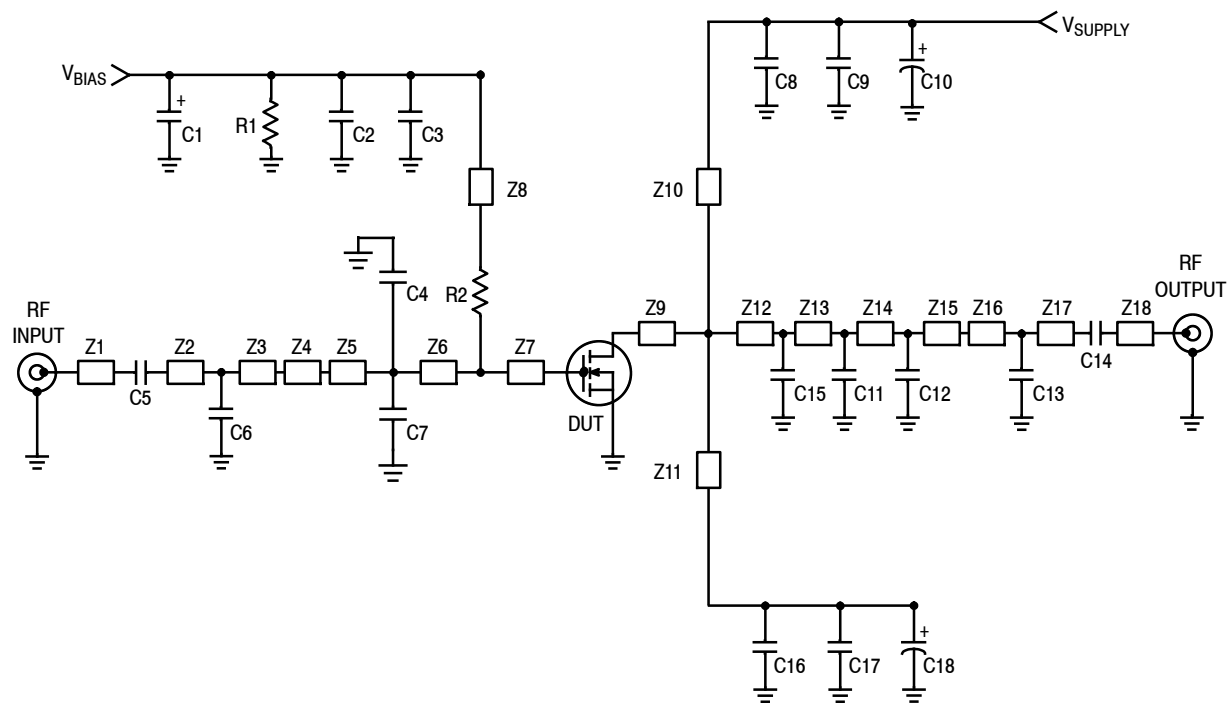 VSUPPLY
+
C8
C9
C10
VBIAS
+
C1
R1
C2
C3
Z8
Z10
C4
R2
RF
INPUT
RF
OUTPUT
Z1
C5
Z2
Z3
Z4
Z5
Z6
Z7
Z9
Z12
Z13
Z14
Z15
Z16
Z17
C14
Z18
C6
C7
DUT
C15
C11
C12
C13
Z11
+
C16
C17
C18